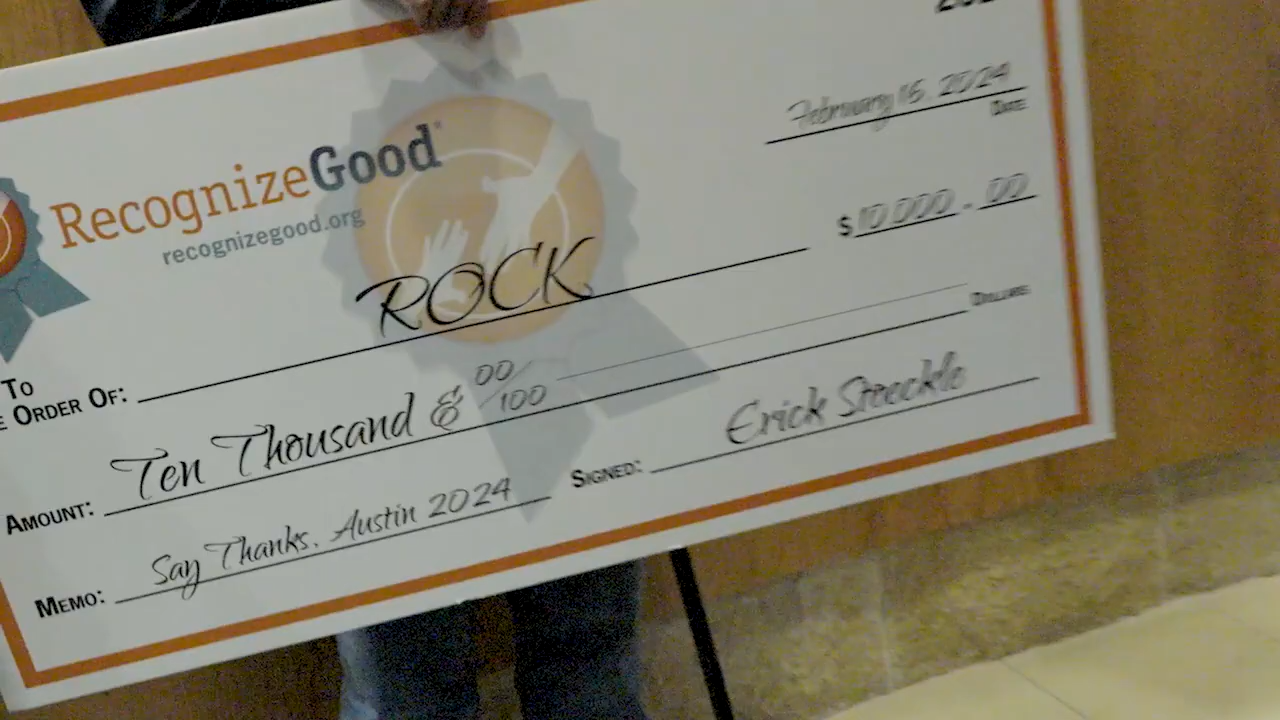 February 16, 2024
Date
RecognizeGood
recognizegood.org
$ 10,000 . 00
ROCK
To
Order Of:
Dollars
Ten Thousand & 00/100
Amount:
Erick Stoeckle
Signed:
Say Thanks, Austin 2024
Memo: